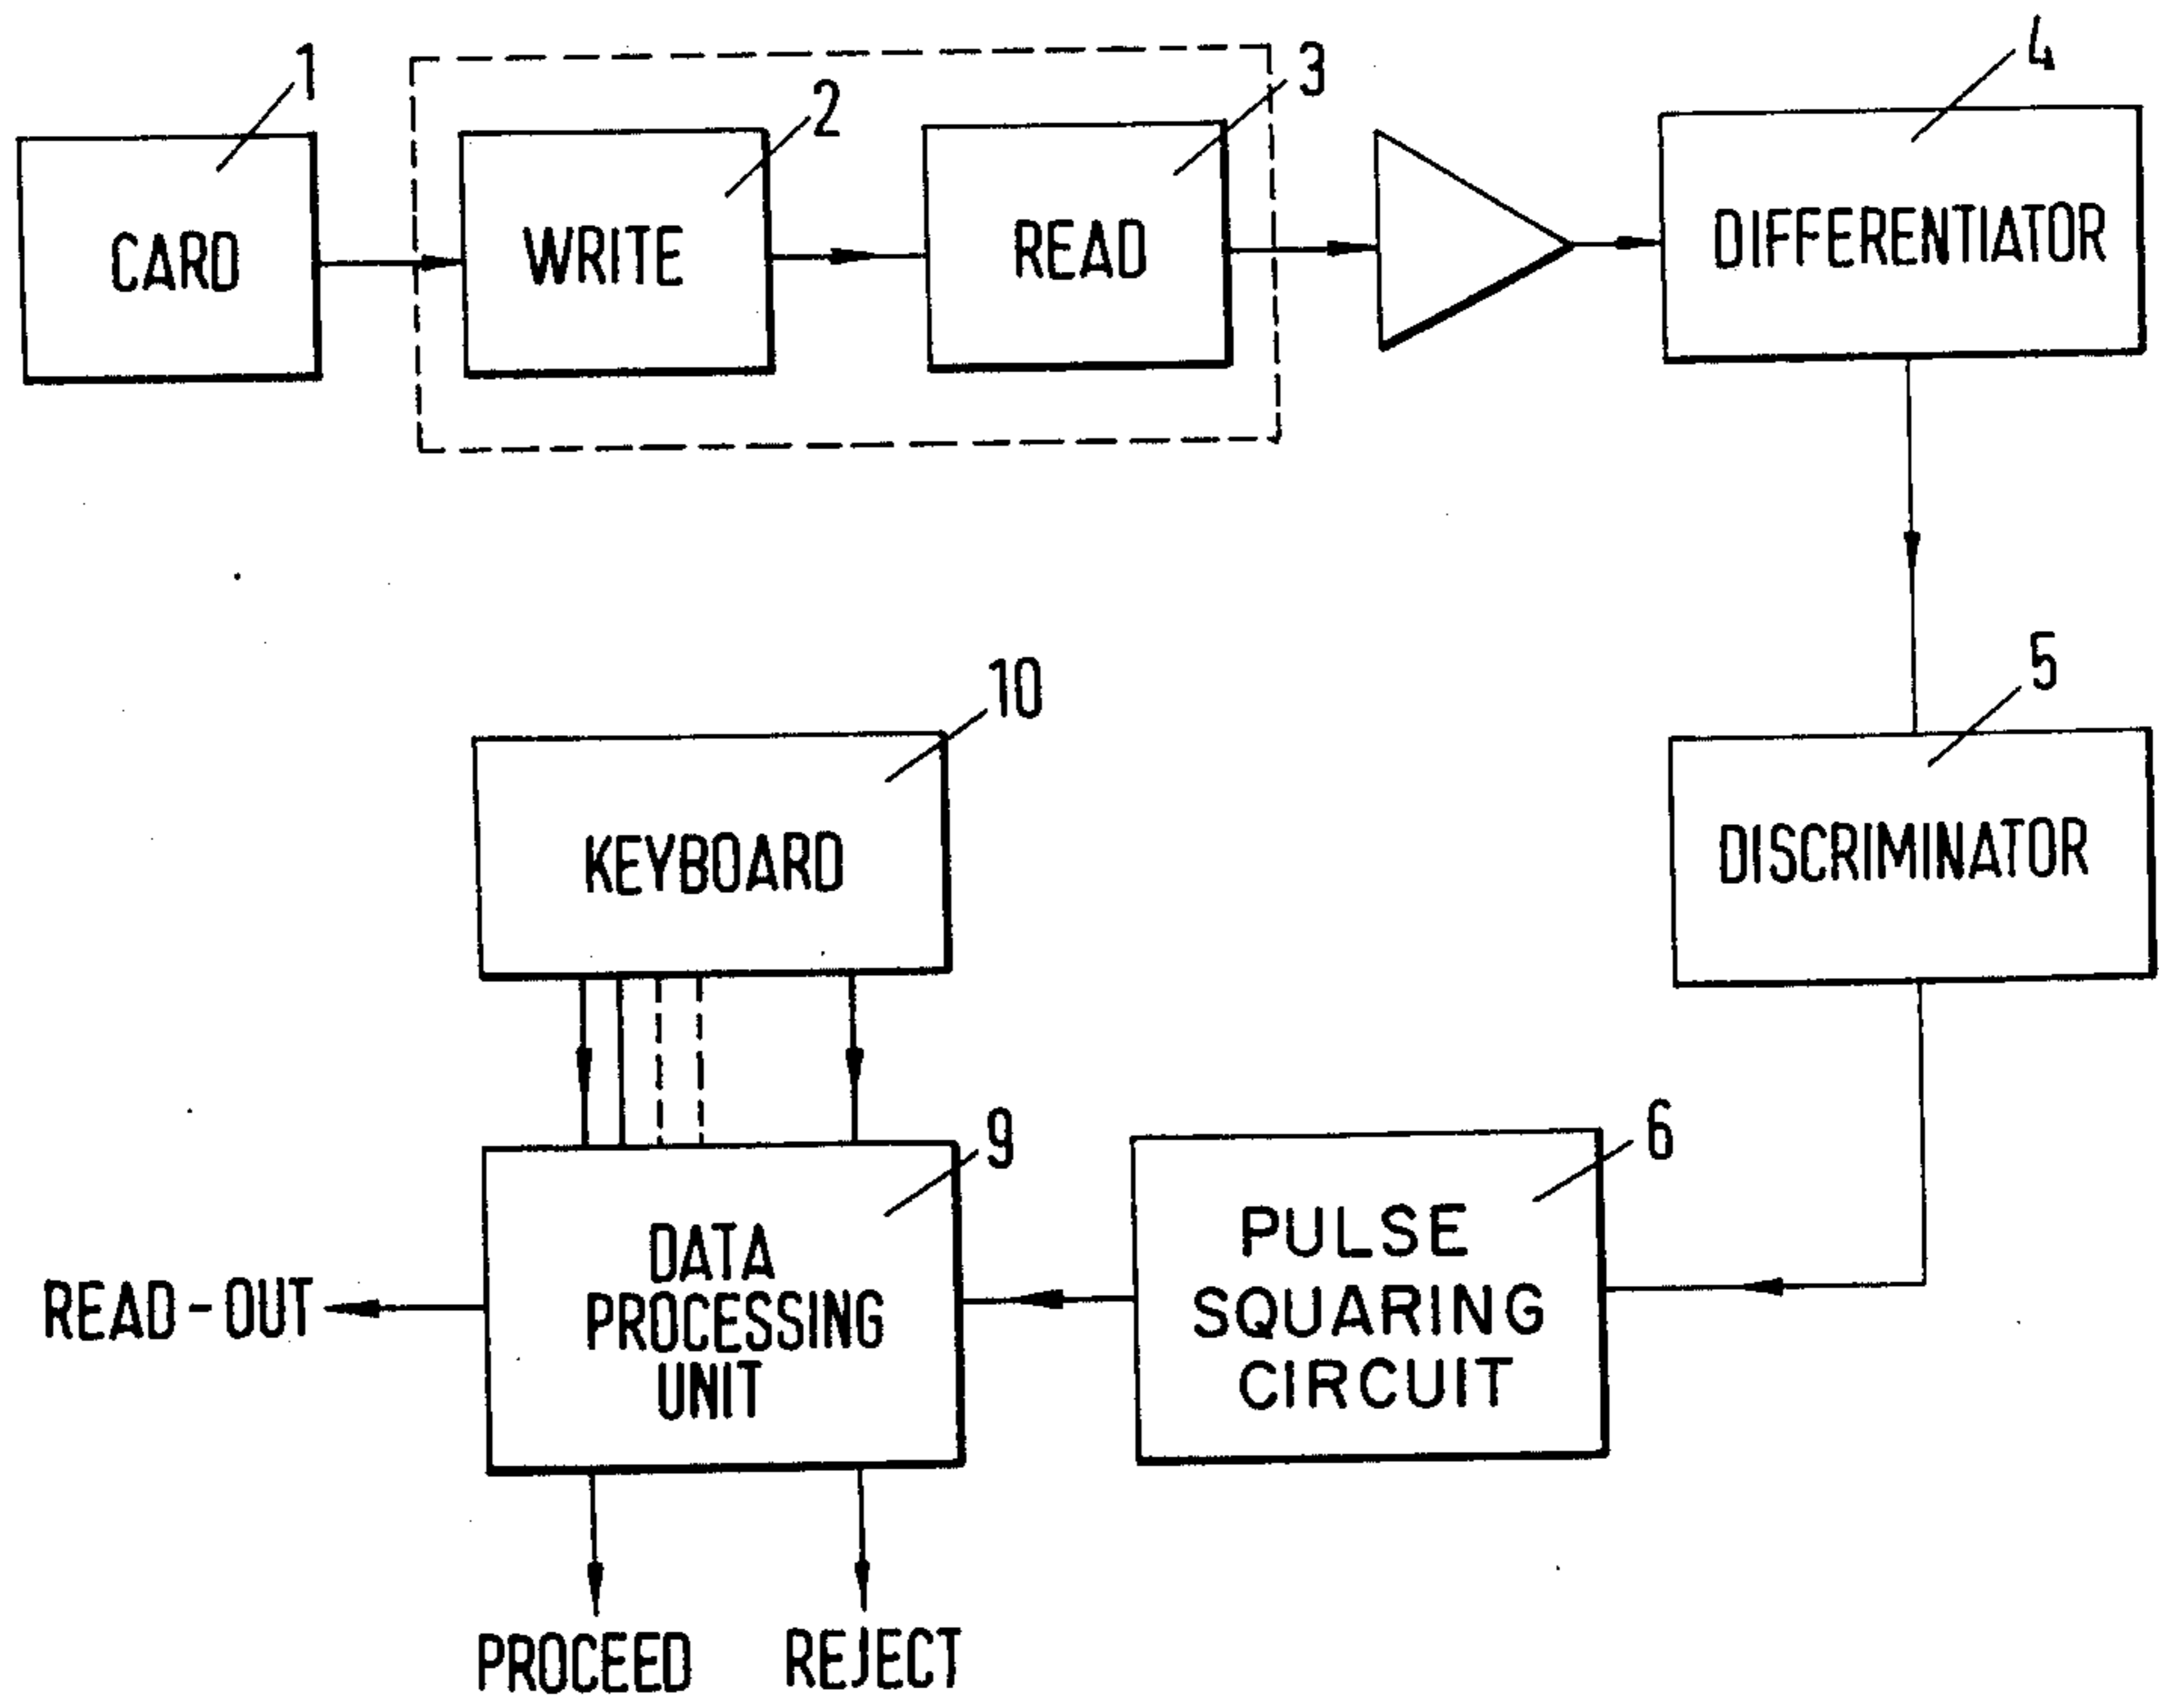 1
2
3
4
CARD
WRITE
READ
DIFFERENTIATOR
10
5
KEYBOARD
DISCRIMINATOR
9
6
DATA
PROCESSING
UNIT
PULSE
SQUARING
CIRCUIT
READ-OUT
PROCEED
REJECT